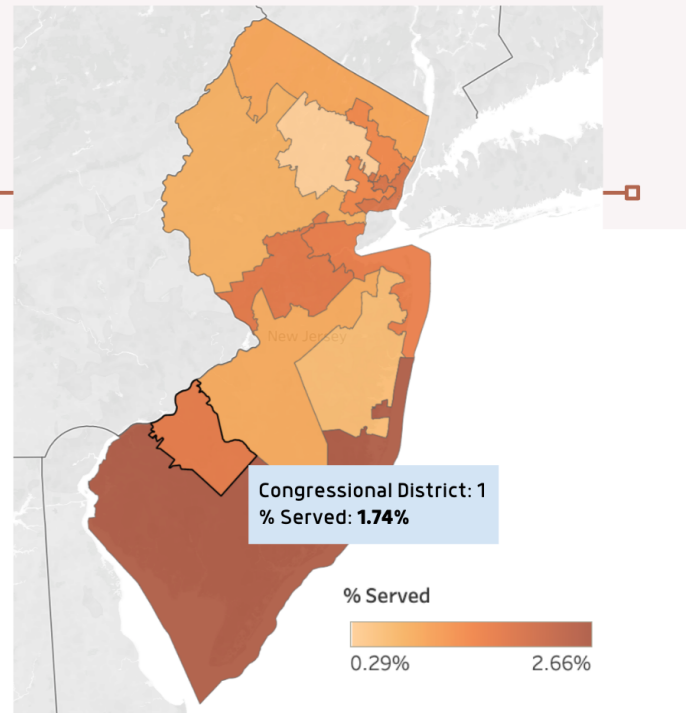 New Jersey
Congressional District: 1
% Served: 1.74%
% Served
0.29% 2.66%